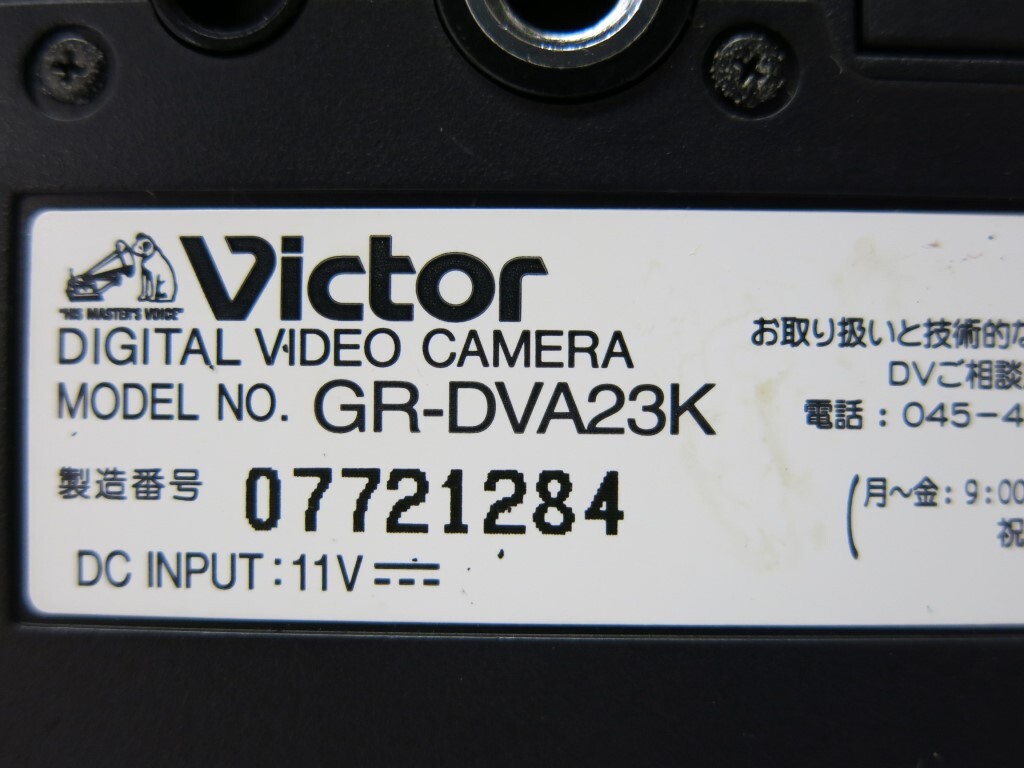 Victor
"HIS MASTER'S VOICE"
DIGITAL VIDEO CAMERA
MODEL NO. GR-DVA23K
製造番号 07721284
DC INPUT : 11V
お取り扱いと技術的な
DVご相談
電話 : 045-4
(月〜金: 9:00
祝